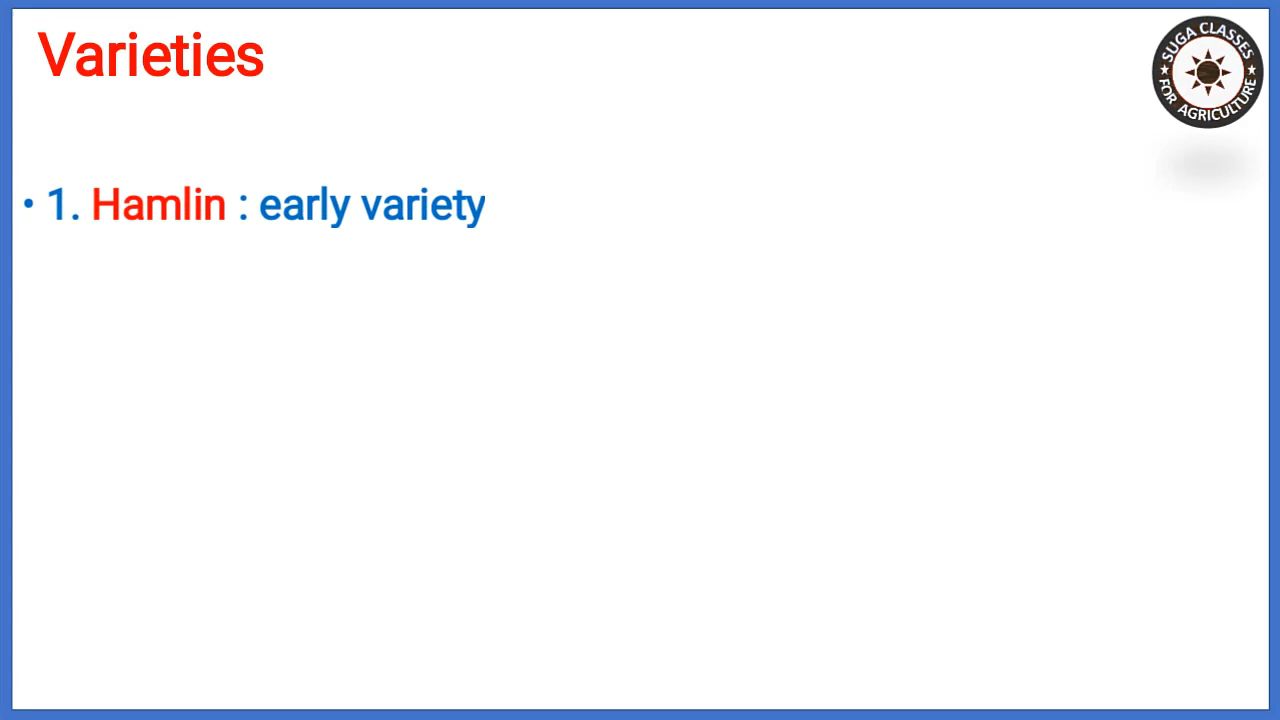 Varieties
SUGA CLASSES
FOR AGRICULTURE
• 1. Hamlin : early variety